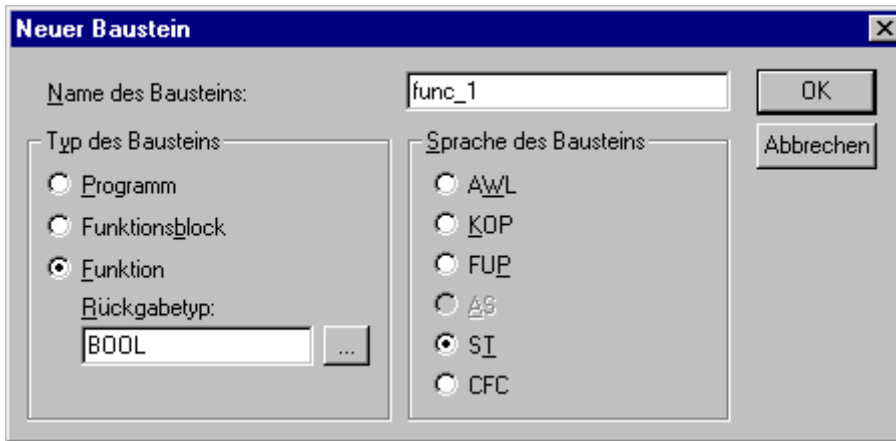 Neuer Baustein
Name des Bausteins:
func_1
OK
Abbrechen
Typ des Bausteins
Programm
Funktionsblock
Funktion
Rückgabetyp:
BOOL
...
Sprache des Bausteins
AWL
KOP
FUP
AS
ST
CFC